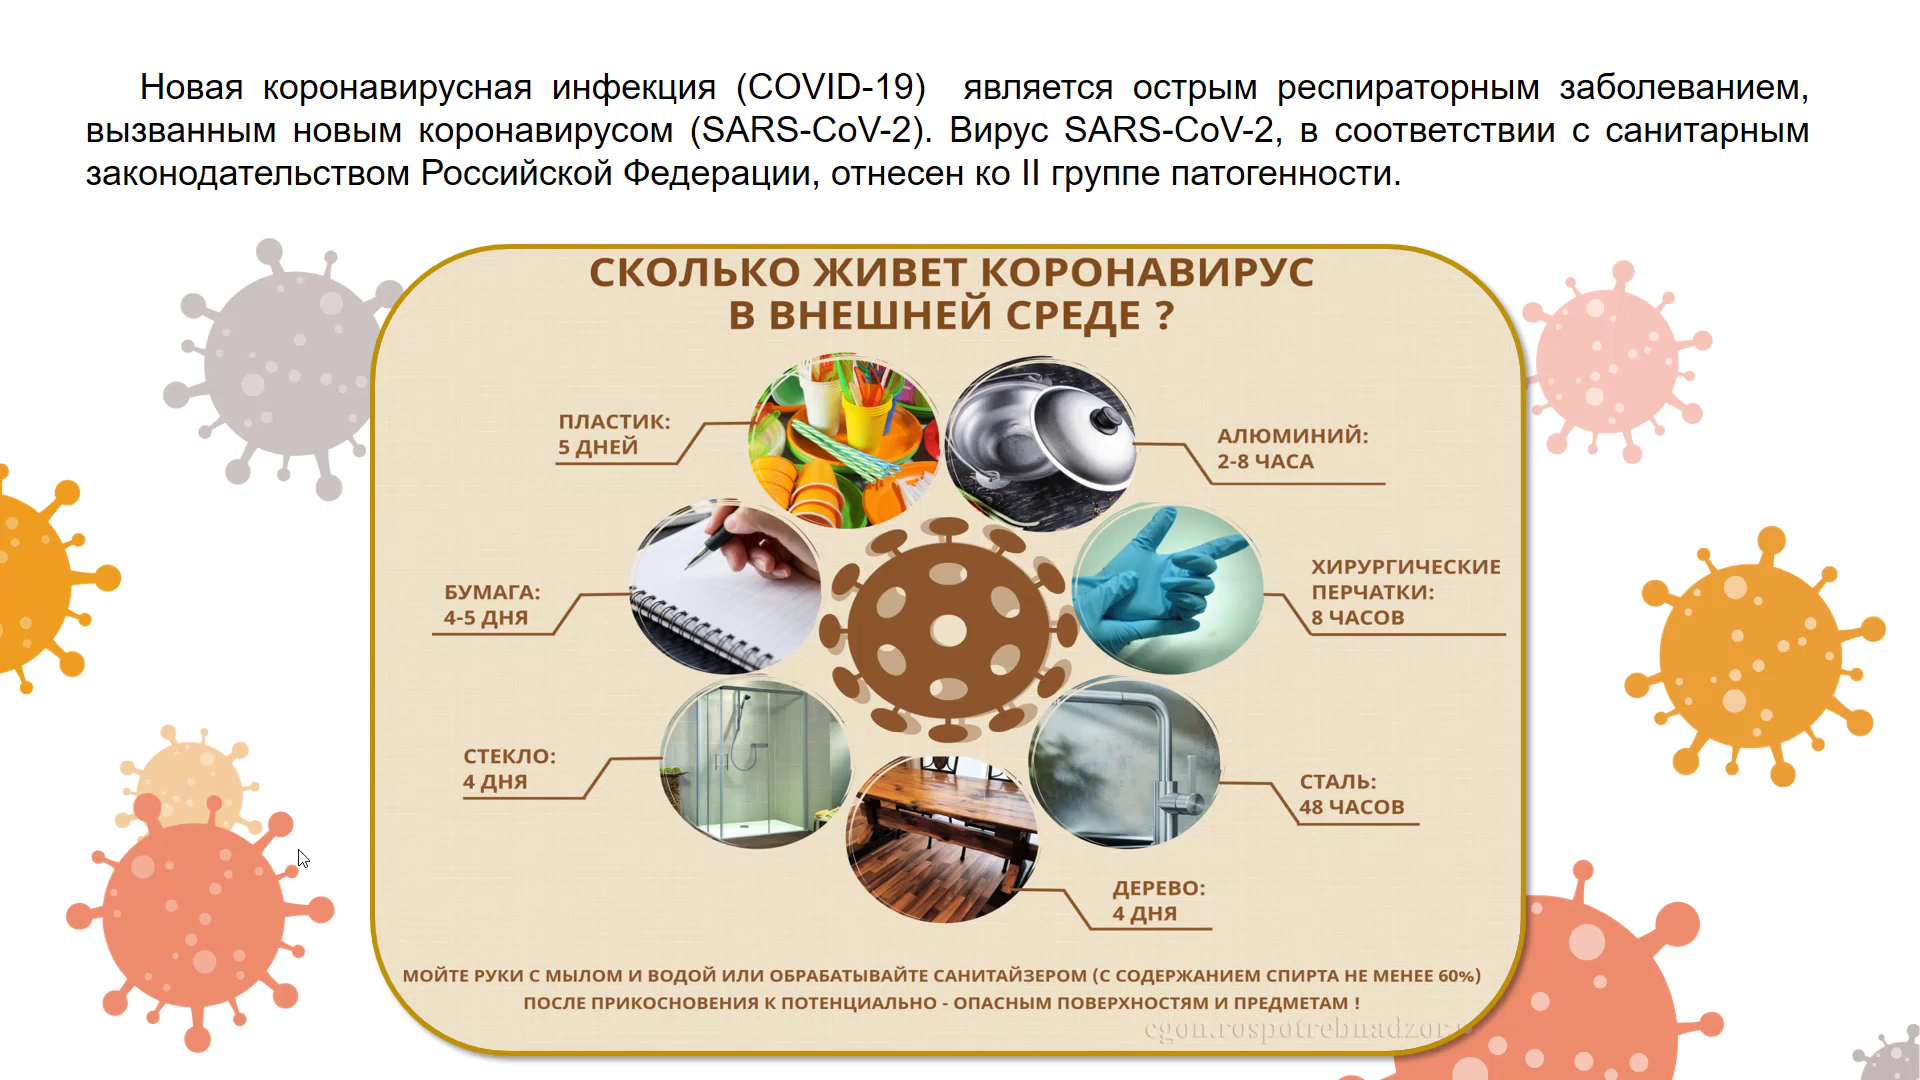 Новая коронавирусная инфекция (COVID-19) является острым респираторным заболеванием,
вызванным новым коронавирусом (SARS-CoV-2). Вирус SARS-CoV-2, в соответствии с санитарным
законодательством Российской Федерации, отнесен ко II группе патогенности.
СКОЛЬКО ЖИВЕТ КОРОНАВИРУС
В ВНЕШНЕЙ СРЕДЕ ?
ПЛАСТИК:
5 ДНЕЙ
АЛЮМИНИЙ:
2-8 ЧАСА
БУМАГА:
4-5 ДНЯ
ХИРУРГИЧЕСКИЕ
ПЕРЧАТКИ:
8 ЧАСОВ
СТЕКЛО:
4 ДНЯ
СТАЛЬ:
48 ЧАСОВ
ДЕРЕВО:
4 ДНЯ
МОЙТЕ РУКИ С МЫЛОМ И ВОДОЙ ИЛИ ОБРАБАТЫВАЙТЕ САНИТАЙЗЕРОМ (С СОДЕРЖАНИЕМ СПИРТА НЕ МЕНЕЕ 60%)
ПОСЛЕ ПРИКОСНОВЕНИЯ К ПОТЕНЦИАЛЬНО - ОПАСНЫМ ПОВЕРХНОСТЯМ И ПРЕДМЕТАМ !
cgon.rospotrebnadzor.r